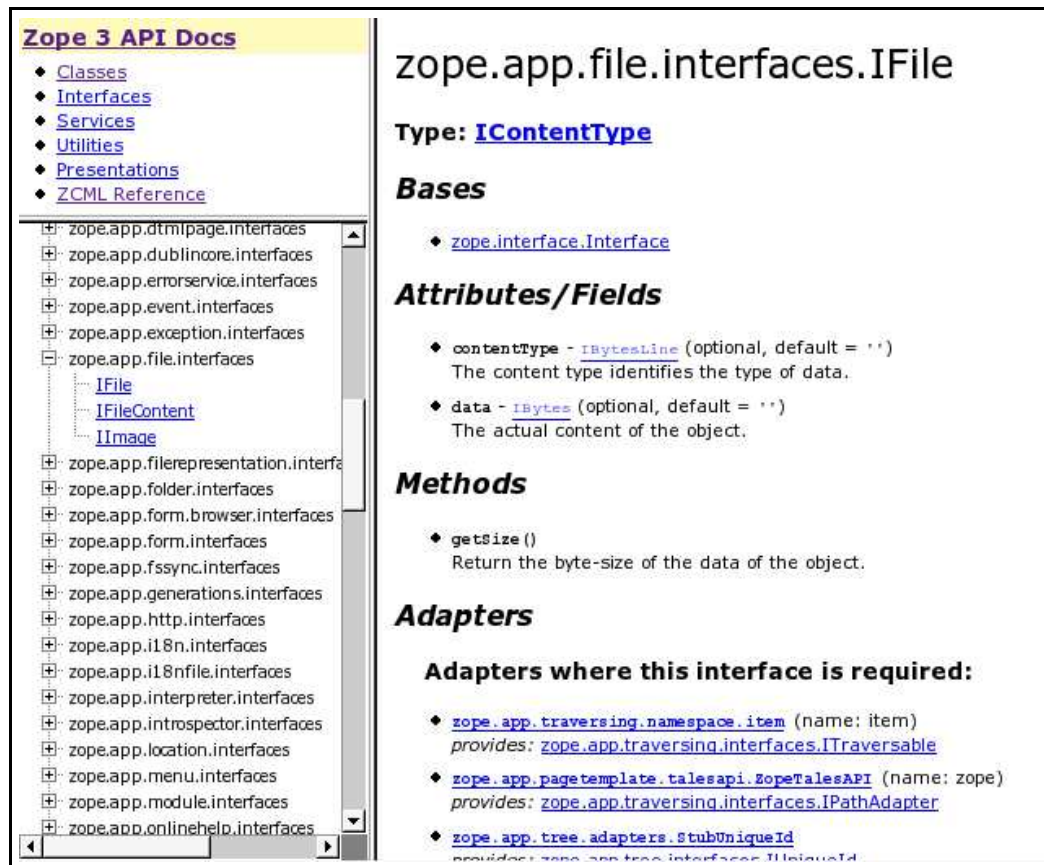 Zope 3 API Docs
Classes
Interfaces
Services
Utilities
Presentations
ZCML Reference
zope.app.dtmlpage.interfaces
zope.app.dublincore.interfaces
zope.app.errorservice.interfaces
zope.app.event.interfaces
zope.app.exception.interfaces
zope.app.file.interfaces
IFile
IFileContent
IImage
zope.app.filerepresentation.interfa
zope.app.folder.interfaces
zope.app.form.browser.interfaces
zope.app.form.interfaces
zope.app.fssync.interfaces
zope.app.generations.interfaces
zope.app.http.interfaces
zope.app.i18n.interfaces
zope.app.i18nfile.interfaces
zope.app.interpreter.interfaces
zope.app.introspector.interfaces
zope.app.location.interfaces
zope.app.menu.interfaces
zope.app.module.interfaces
zope.app.onlinehelp.interfaces
zope.app.file.interfaces.IFile
Type: IContentType
Bases
zope.interface.Interface
Attributes/Fields
contentType - IBytesLine (optional, default = '')
The content type identifies the type of data.
data - IBytes (optional, default = '')
The actual content of the object.
Methods
getSize()
Return the byte-size of the data of the object.
Adapters
Adapters where this interface is required:
zope.app.traversing.namespace.item (name: item)
provides: zope.app.traversing.interfaces.ITraversable
zope.app.pagetemplate.talesapi.ZopeTalesAPI (name: zope)
provides: zope.app.traversing.interfaces.IPathAdapter
zope.app.tree.adapters.StubUniqueId
provides: zope.app.tree.interfaces.IUniqueId